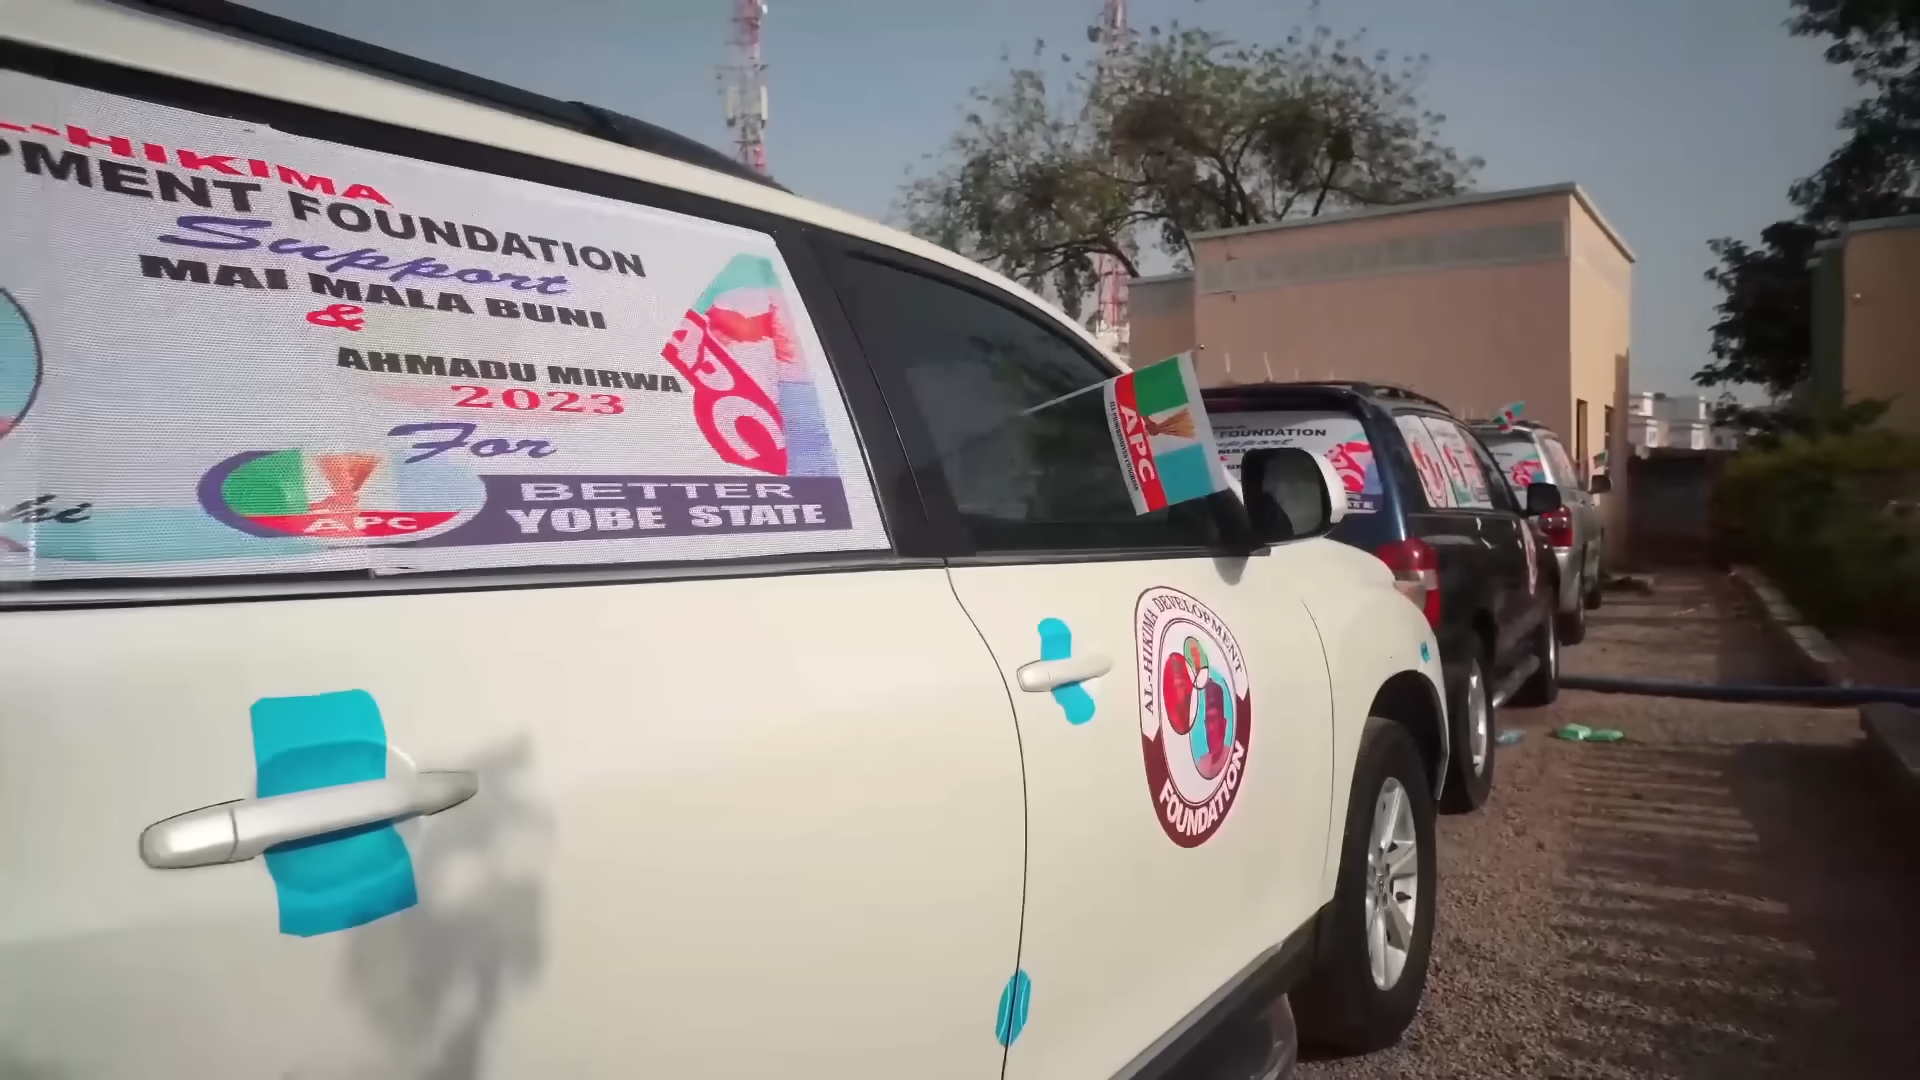 L-HIKIMA
PMENT FOUNDATION
Support
MAI MALA BUNI
&
AHMADU MIRWA
2023
For
BETTER
YOBE STATE
APC
APC
APC
AL-HIKIMA DEVELOPMENT
FOUNDATION
FOUNDATION